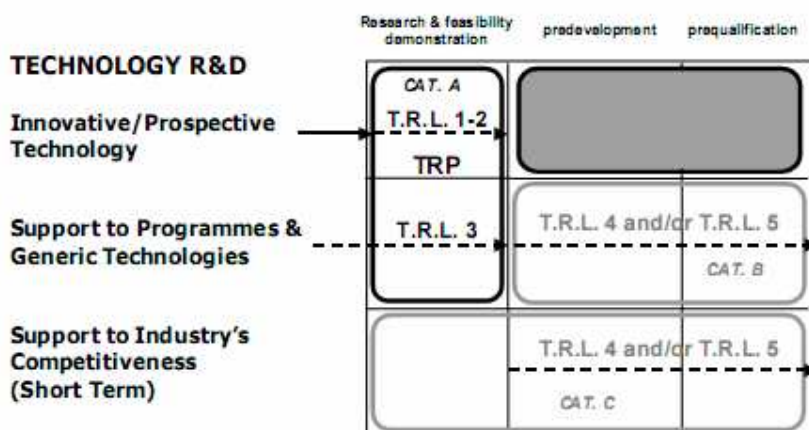 Research & feasibility
demonstration
predevelopment
prequalification
TECHNOLOGY R&D
CAT. A
Innovative/Prospective
Technology
T.R.L. 1-2
TRP
Support to Programmes &
Generic Technologies
T.R.L. 3
T.R.L. 4 and/or T.R.L. 5
CAT. B
Support to Industry's
Competitiveness
(Short Term)
T.R.L. 4 and/or T.R.L. 5
CAT. C